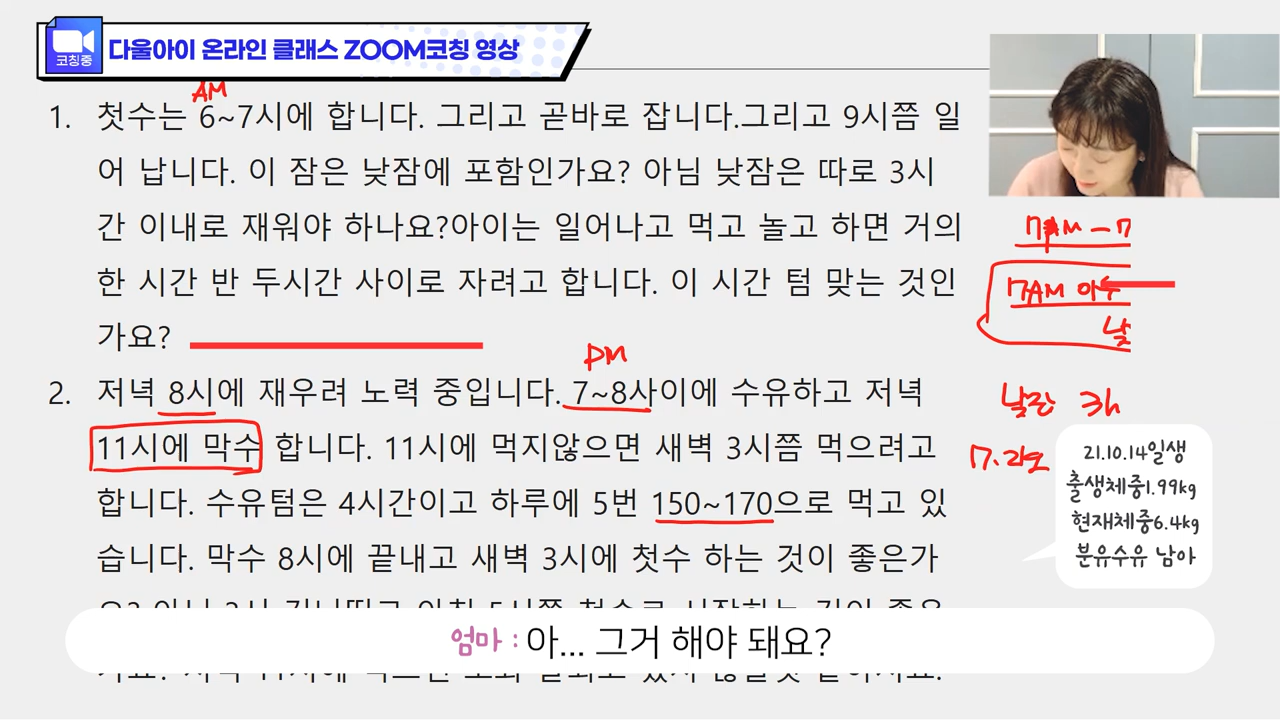 코칭중
다울아이 온라인 클래스 ZOOM코칭 영상
AM
1. 첫수는 6~7시에 합니다. 그리고 곧바로 잡니다.그리고 9시쯤 일
어 납니다. 이 잠은 낮잠에 포함인가요? 아님 낮잠은 따로 3시
간 이내로 재워야 하나요?아이는 일어나고 먹고 놀고 하면 거의
한 시간 반 두시간 사이로 자려고 합니다. 이 시간 텀 맞는 것인
가요?
PM
2. 저녁 8시에 재우려 노력 중입니다. 7~8사이에 수유하고 저녁
11시에 막수 합니다. 11시에 먹지않으면 새벽 3시쯤 먹으려고
합니다. 수유텀은 4시간이고 하루에 5번 150~170으로 먹고 있
습니다. 막수 8시에 끝내고 새벽 3시에 첫수 하는 것이 좋은가
7AM – 7
7AM
낮
낮잠 3h
21.10.14일생
출생체중1.99kg
현재체중6.4kg
분유수유 남아
엄마 : 아... 그거 해야 돼요?